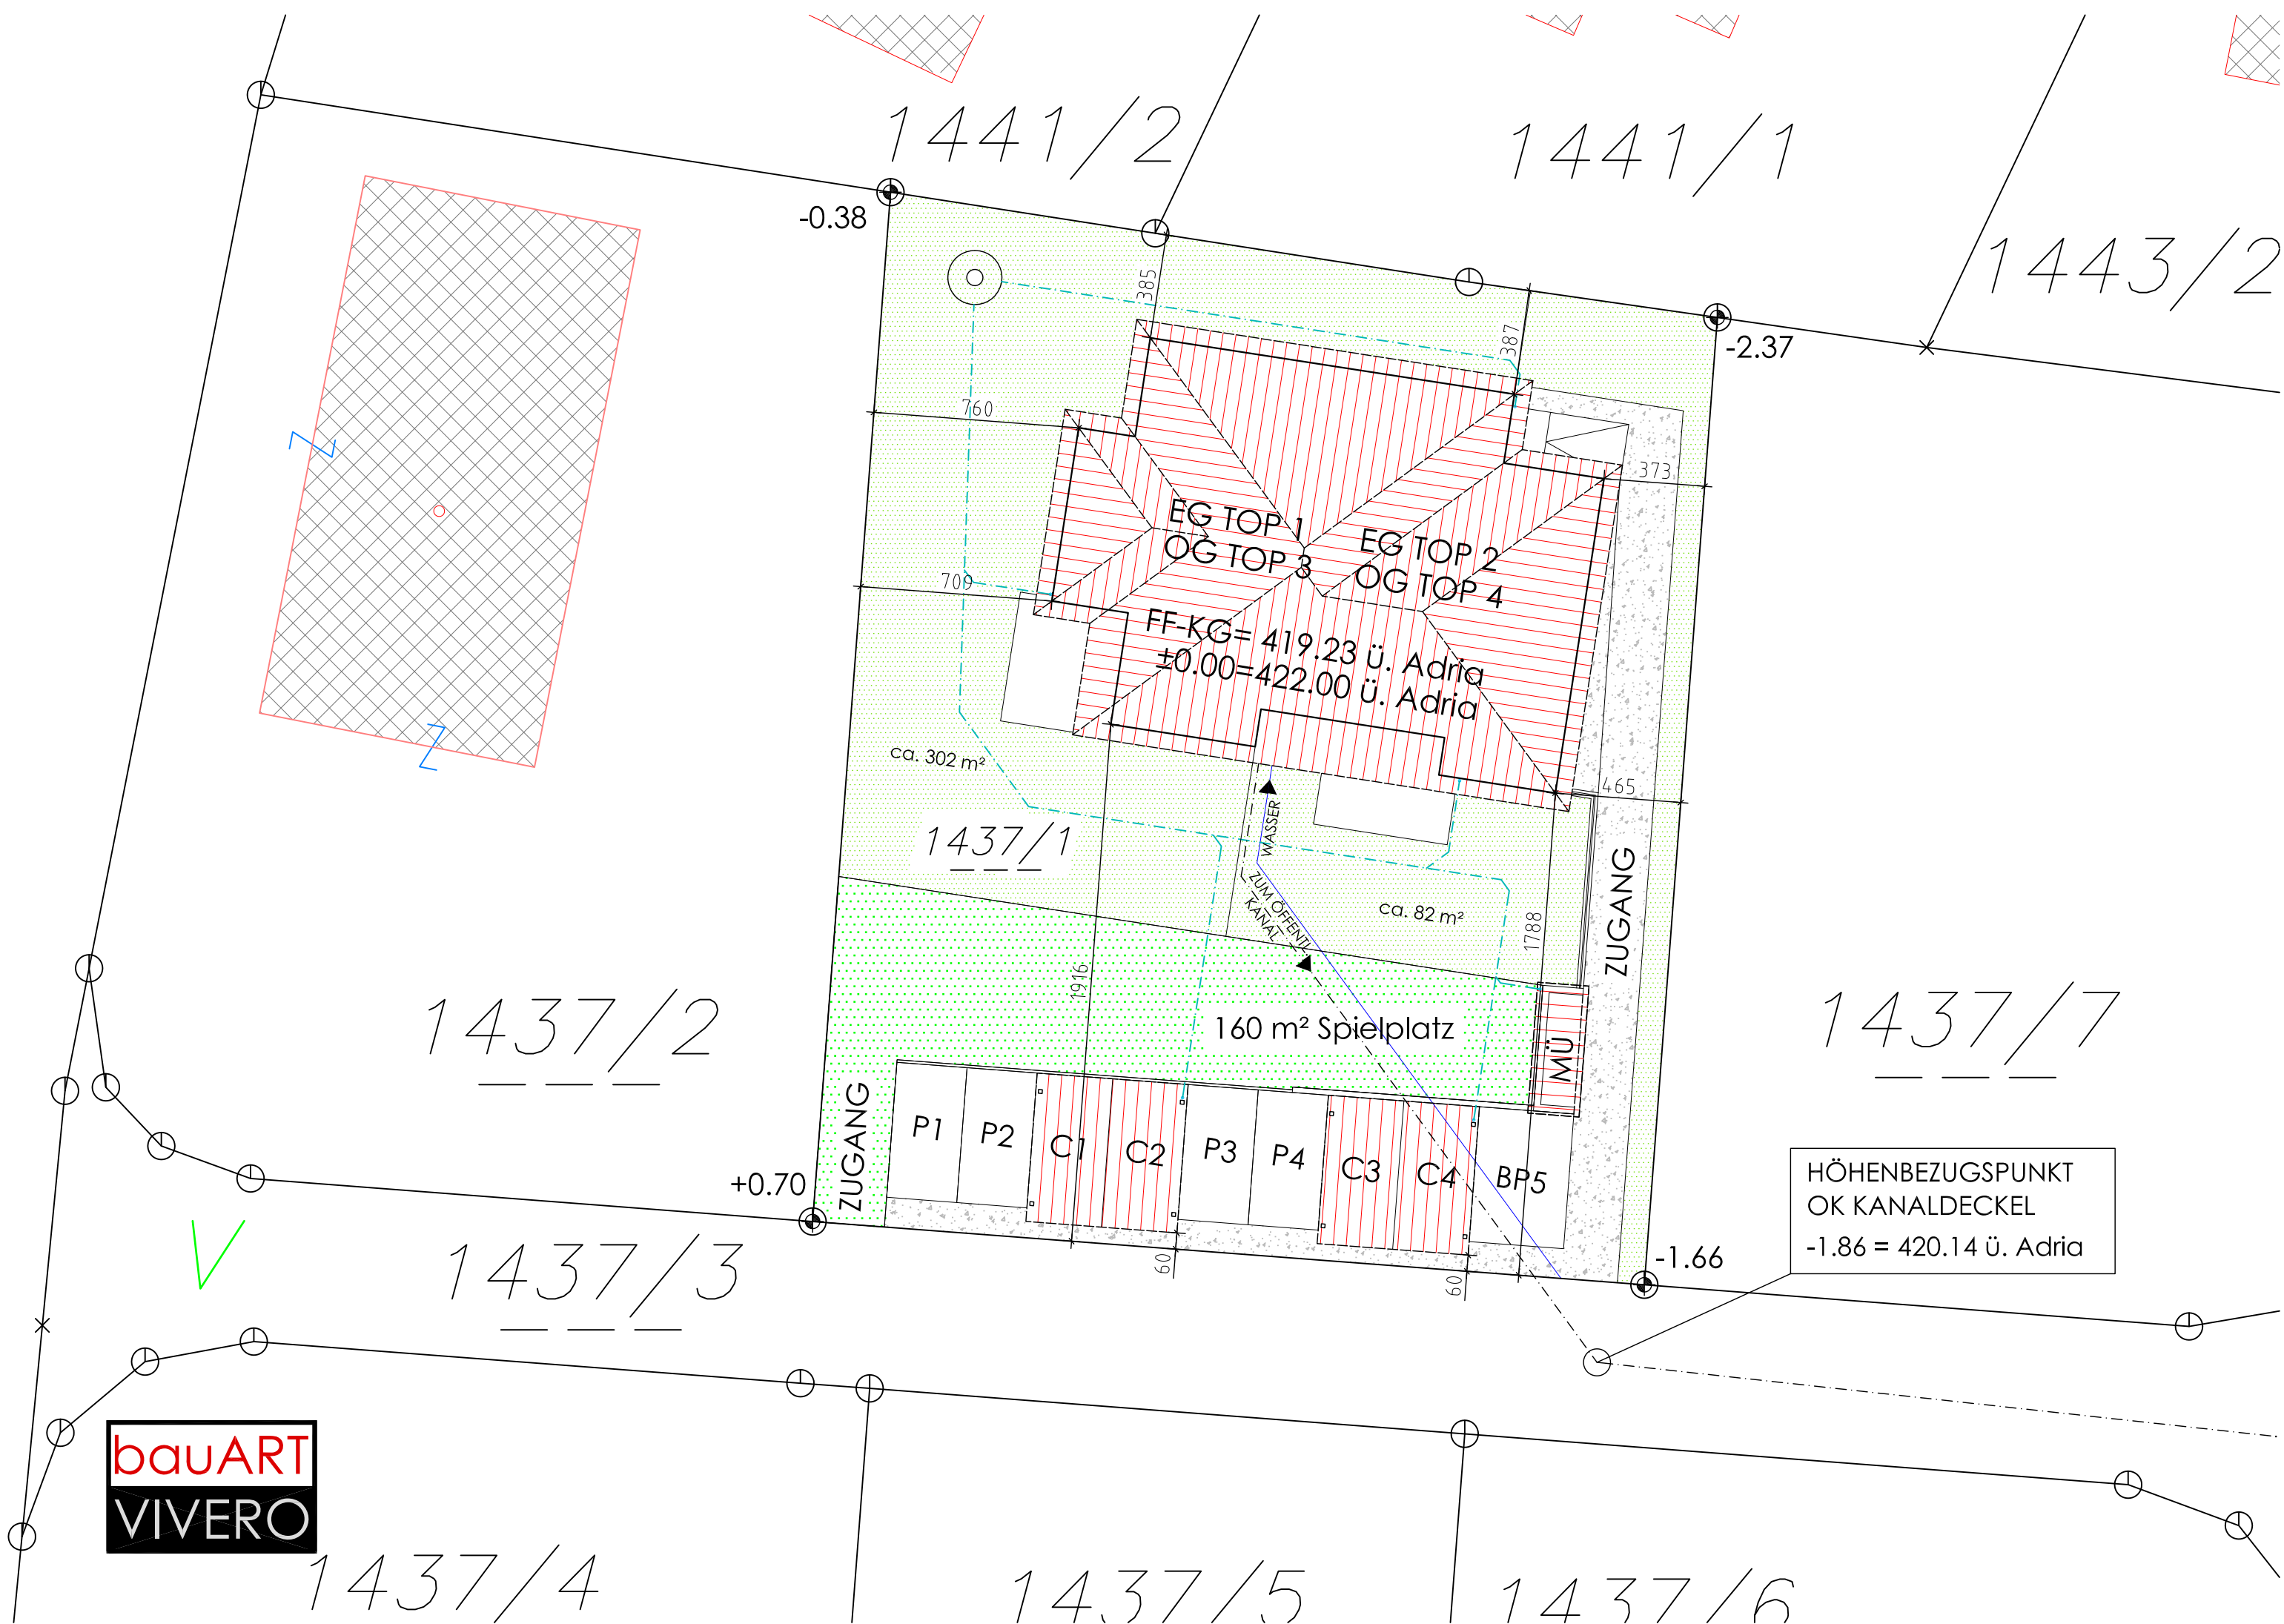 1441/2
1441/1
1443/2
-0.38
-2.37
385
387
760
373
EG TOP 1
OG TOP 3
EG TOP 2
OG TOP 4
700
FF-KG= 419.23 ü. Adria
±0.00=422.00 ü. Adria
ca. 302 m²
465
WASSER
1437/1
ZUM ÖFFENTL.
KANAL
ca. 82 m²
1788
ZUGANG
1916
1437/2
160 m² Spielplatz
MÜ
1437/7
ZUGANG
P1
P2
C1
C2
P3
P4
C3
C4
BP5
+0.70
-1.66
60
60
HÖHENBEZUGSPUNKT
OK KANALDECKEL
-1.86 = 420.14 ü. Adria
1437/3
bauART
VIVERO
1437/4
1437/5
1437/6